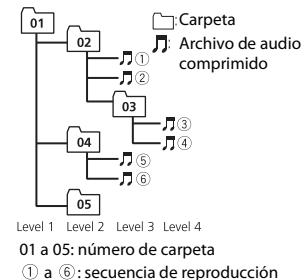 01
:Carpeta
02
: Archivo de audio
comprimido
①
②
03
③
④
04
⑤
⑥
05
Level 1 Level 2 Level 3 Level 4
01 a 05: número de carpeta
① a ⑥: secuencia de reproducción